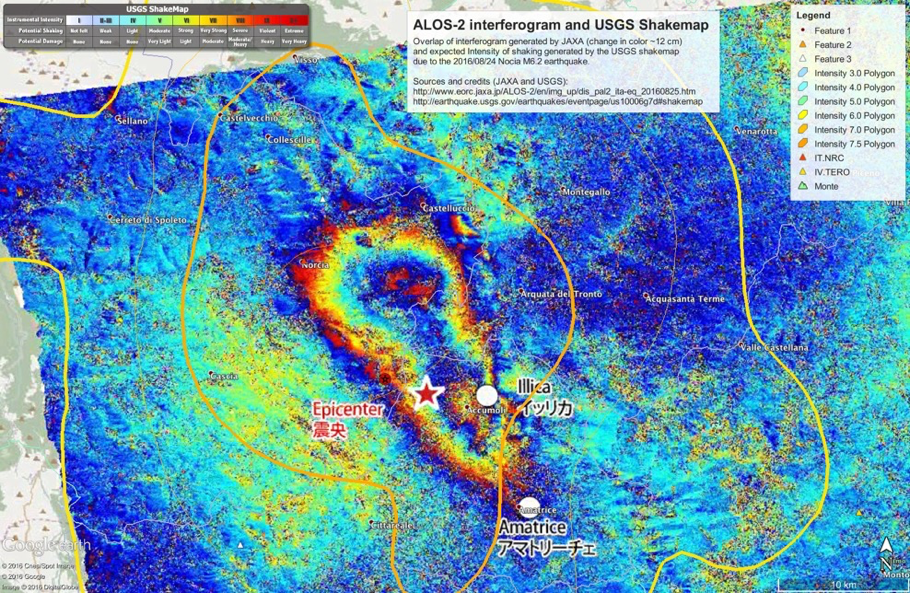 USGS ShakeMap
Instrumental Intensity I II-III IV V VI VII VIII IX X+
Potential Shaking Not felt Weak Light Moderate Strong Very Strong Severe Violent Extreme
Potential Damage None None None Very Light Light Moderate Moderate/Heavy Heavy Very Heavy
ALOS-2 interferogram and USGS Shakemap
Overlap of interferogram generated by JAXA (change in color ~12 cm)
and expected Intensity of shaking generated by the USGS shakemap
due to the 2016/08/24 Nocia M6.2 earthquake.
Sources and credits (JAXA and USGS):
http://www.eorc.jaxa.jp/ALOS-2/en/img_up/dis_pal2_ita-eq_20160825.htm
http://earthquake.usgs.gov/earthquakes/eventpage/us10006g7d#shakemap
Legend
Feature 1
Feature 2
Feature 3
Intensity 3.0 Polygon
Intensity 4.0 Polygon
Intensity 5.0 Polygon
Intensity 6.0 Polygon
Intensity 7.0 Polygon
Intensity 7.5 Polygon
IT.NRC
IV.TERO
Monte
Visso
Sellano
Castelvecchio
Collescille
Venarotta
Montegallo
Castelluccio
Cerreto di Spoleto
Norcia
Arquata del Tronto
Acquasanta Terme
Valle Castellana
Cascia
Illica
イッリカ
Accumoli
Epicenter
震央
Amatrice
Amatrice
アマトリーチェ
Cittareale
Google earth
© 2016 Cnes/Spot Image
© 2016 Google
Image © 2016 DigitalGlobe
N
Monto
10 km